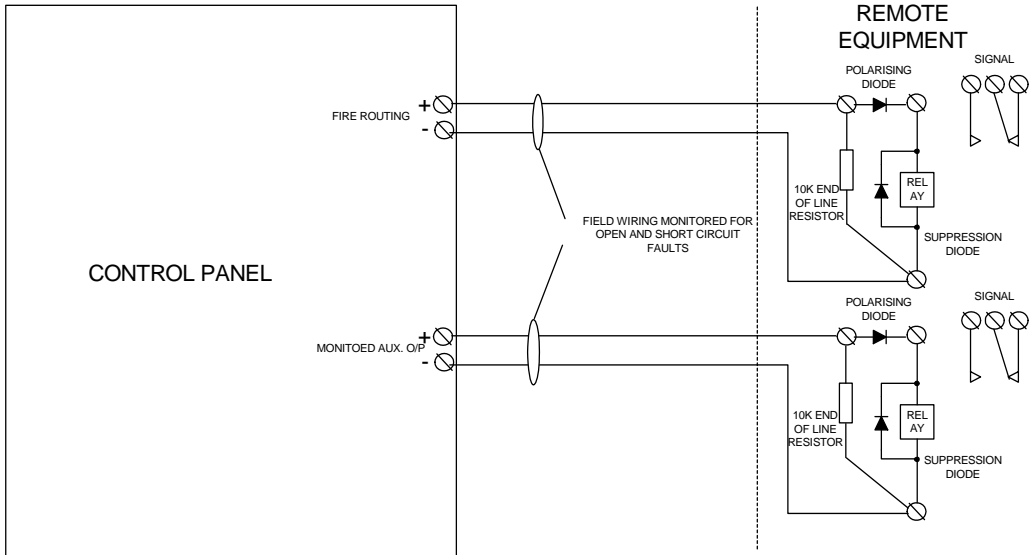 REMOTE
EQUIPMENT
POLARISING
DIODE
SIGNAL
FIRE ROUTING
+
-
10K END
OF LINE
RESISTOR
REL
AY
SUPPRESSION
DIODE
FIELD WIRING MONITORED FOR
OPEN AND SHORT CIRCUIT
FAULTS
CONTROL PANEL
POLARISING
DIODE
SIGNAL
MONITOED AUX. O/P
+
-
10K END
OF LINE
RESISTOR
REL
AY
SUPPRESSION
DIODE